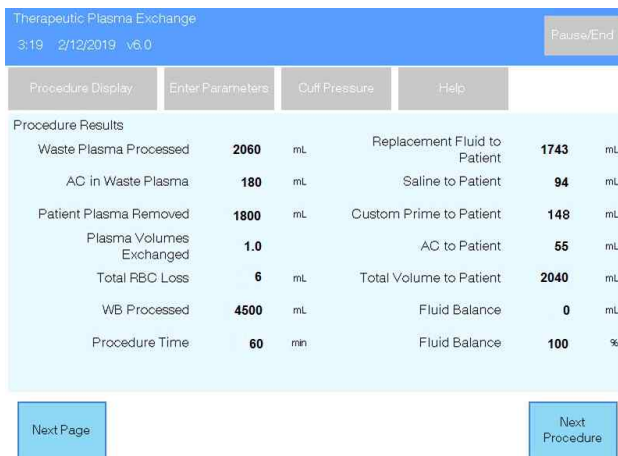 Therapeutic Plasma Exchange
3:19 2/12/2019 v6.0
Pause/End
Procedure Display Enter Parameters Cuff Pressure Help
Procedure Results
Waste Plasma Processed 2060 mL
AC in Waste Plasma 180 mL
Patient Plasma Removed 1800 mL
Plasma Volumes
Exchanged 1.0
Total RBC Loss 6 mL
WB Processed 4500 mL
Procedure Time 60 min
Replacement Fluid to
Patient 1743 mL
Saline to Patient 94 mL
Custom Prime to Patient 148 mL
AC to Patient 55 mL
Total Volume to Patient 2040 mL
Fluid Balance 0 mL
Fluid Balance 100 %
Next Page
Next
Procedure